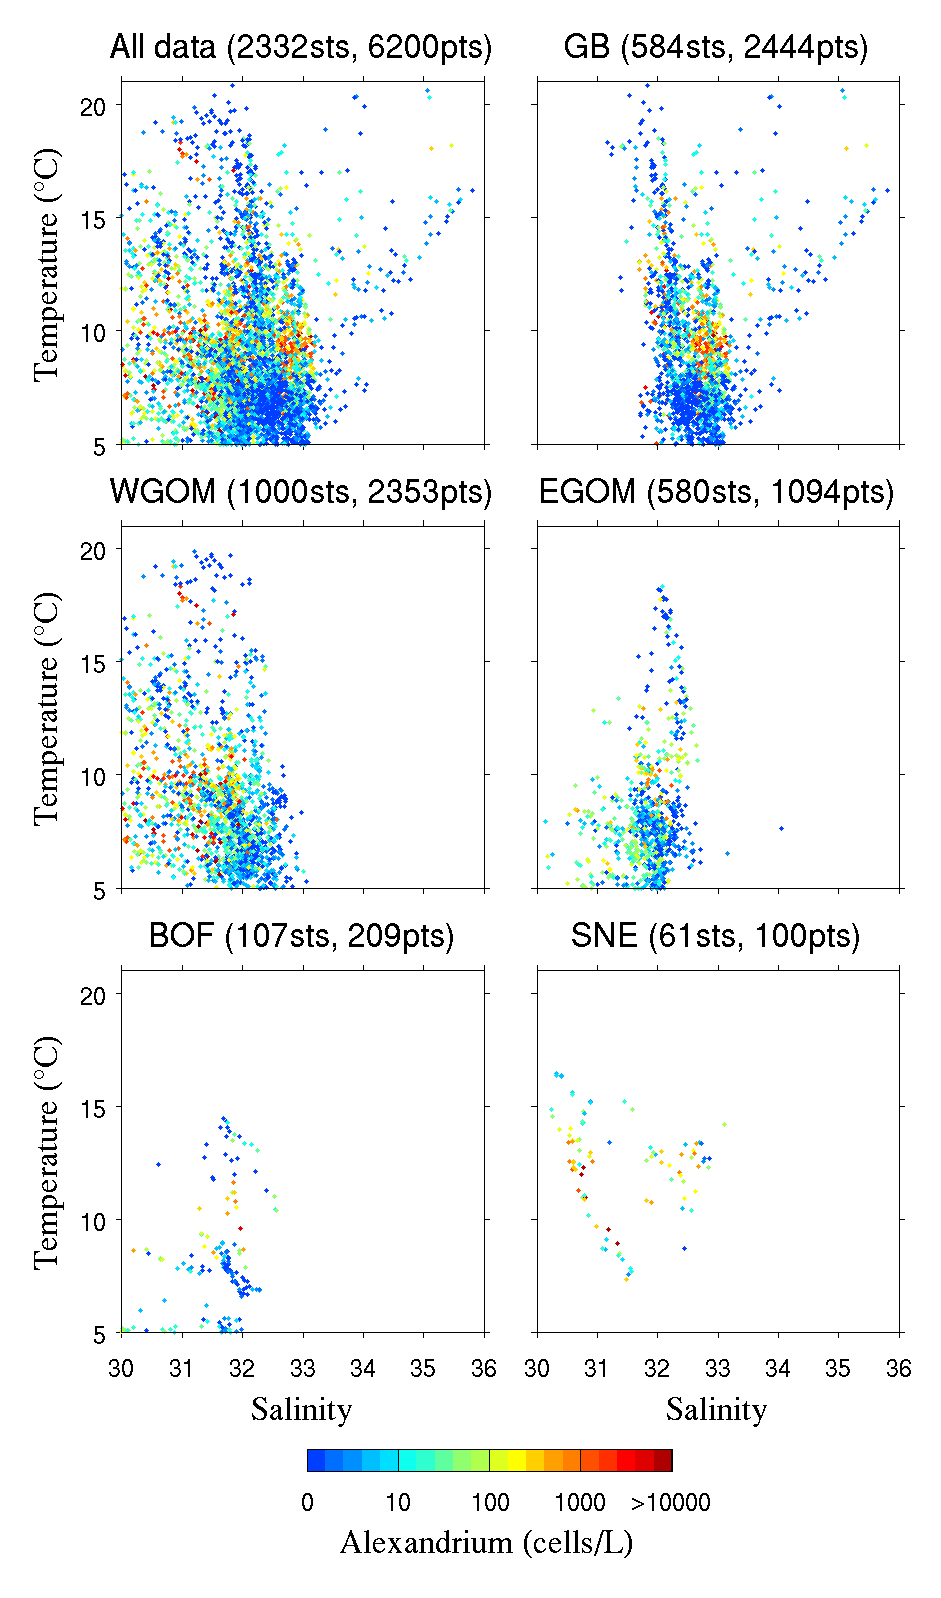 All data (2332sts, 6200pts) GB (584sts, 2444pts)
20
15
10
5
Temperature (°C)
WGOM (1000sts, 2353pts) EGOM (580sts, 1094pts)
20
15
10
5
Temperature (°C)
BOF (107sts, 209pts) SNE (61sts, 100pts)
20
15
10
5
Temperature (°C)
30 31 32 33 34 35 36 30 31 32 33 34 35 36
Salinity Salinity
0 10 100 1000 >10000
Alexandrium (cells/L)